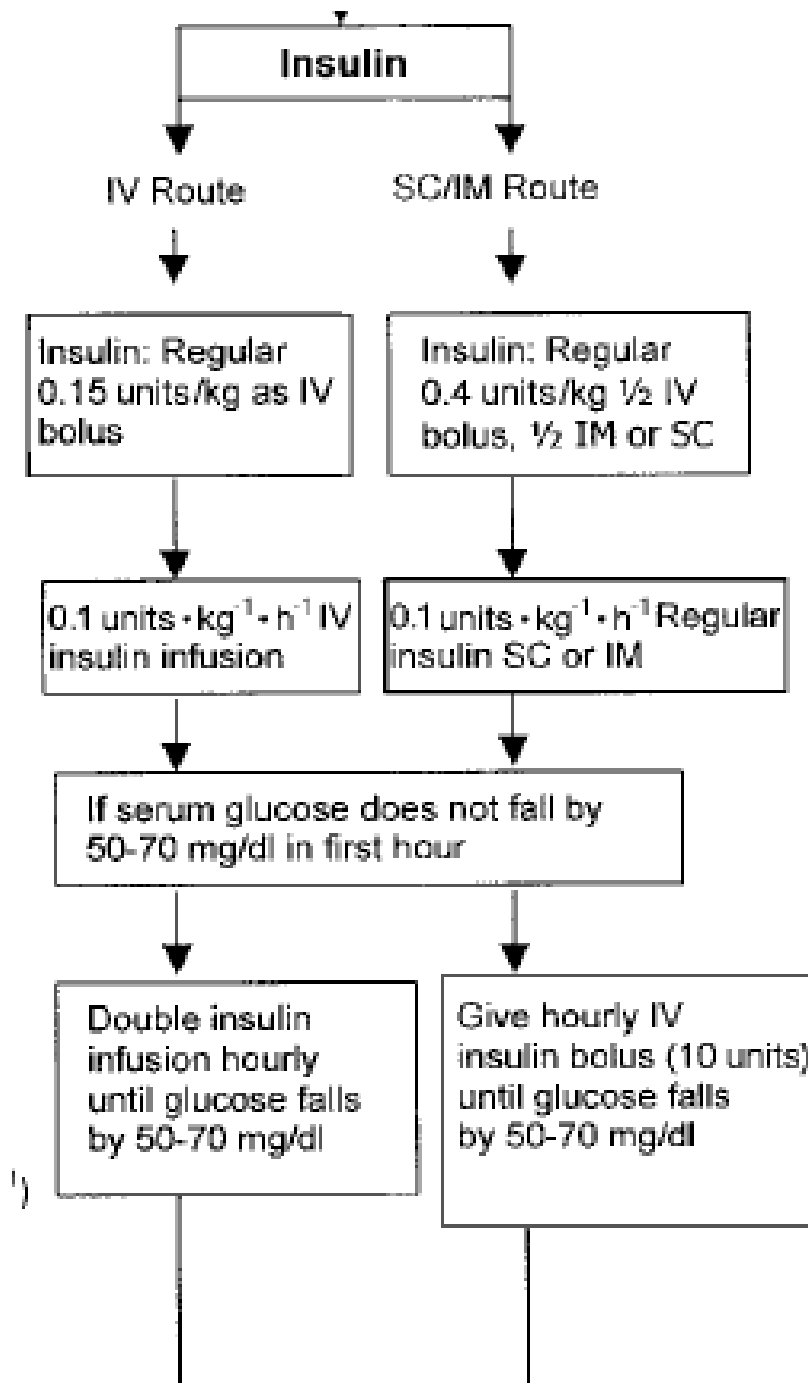 Insulin
IV Route
SC/IM Route
Insulin: Regular
0.15 units/kg as IV
bolus
Insulin: Regular
0.4 units/kg ½ IV
bolus, ½ IM or SC
0.1 units·kg⁻¹·h⁻¹ IV
insulin infusion
0.1 units·kg⁻¹·h⁻¹ Regular
insulin SC or IM
If serum glucose does not fall by
50-70 mg/dl in first hour
Double insulin
infusion hourly
until glucose falls
by 50-70 mg/dl
Give hourly IV
insulin bolus (10 units)
until glucose falls
by 50-70 mg/dl